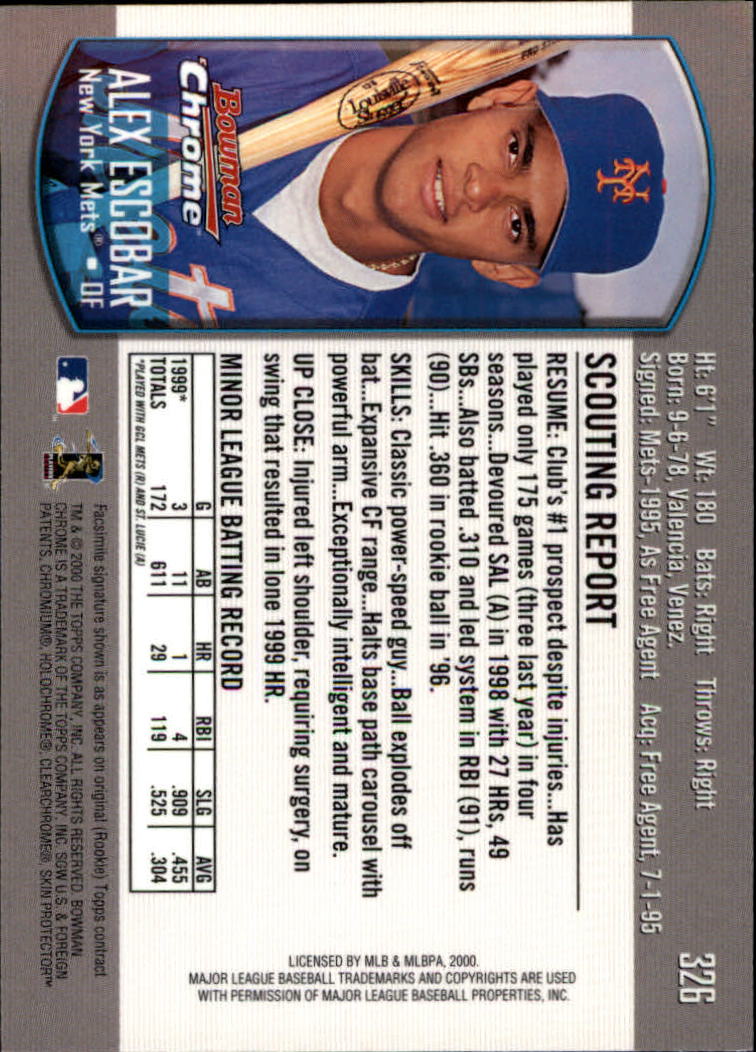 326
Ht: 6'1" Wt: 180 Bats: Right Throws: Right
Born: 9-6-78, Valencia, Venez.
Signed: Mets-1995, As Free Agent Acq: Free Agent, 7-1-95
SCOUTING REPORT
RESUME: Club's #1 prospect despite injuries...Has
played only 175 games (three last year) in four
seasons...Devoured SAL (A) in 1998 with 27 HRs, 49
SBs...Also batted .310 and led system in RBI (91), runs
(90)...Hit .360 in rookie ball in '96.
SKILLS: Classic power-speed guy...Ball explodes off
bat...Expansive CF range...Halts base path carousel with
powerful arm...Exceptionally intelligent and mature.
UP CLOSE: Injured left shoulder, requiring surgery, on
swing that resulted in lone 1999 HR.
MINOR LEAGUE BATTING RECORD
G AB HR RBI SLG AVG
1999* 3 11 1 4 .909 .455
TOTALS 172 611 29 119 .525 .304
*PLAYED WITH GCL METS (R) AND ST. LUCIE (A)
NY
Louisville
Bowman
Chrome™
ALEX ESCOBAR
New York Mets® • OF
Facsimile signature shown is as appears on original (Rookie) Topps contract
TM & © 2000 THE TOPPS COMPANY, INC. ALL RIGHTS RESERVED. BOWMAN
CHROME IS A TRADEMARK OF THE TOPPS COMPANY, INC. SGW U.S. & FOREIGN
PATENTS. CHROMIUM®, HOLOCHROME®, CLEARCHROME®, SKIN PROTECTOR™
LICENSED BY MLB & MLBPA, 2000.
MAJOR LEAGUE BASEBALL TRADEMARKS AND COPYRIGHTS ARE USED
WITH PERMISSION OF MAJOR LEAGUE BASEBALL PROPERTIES, INC.